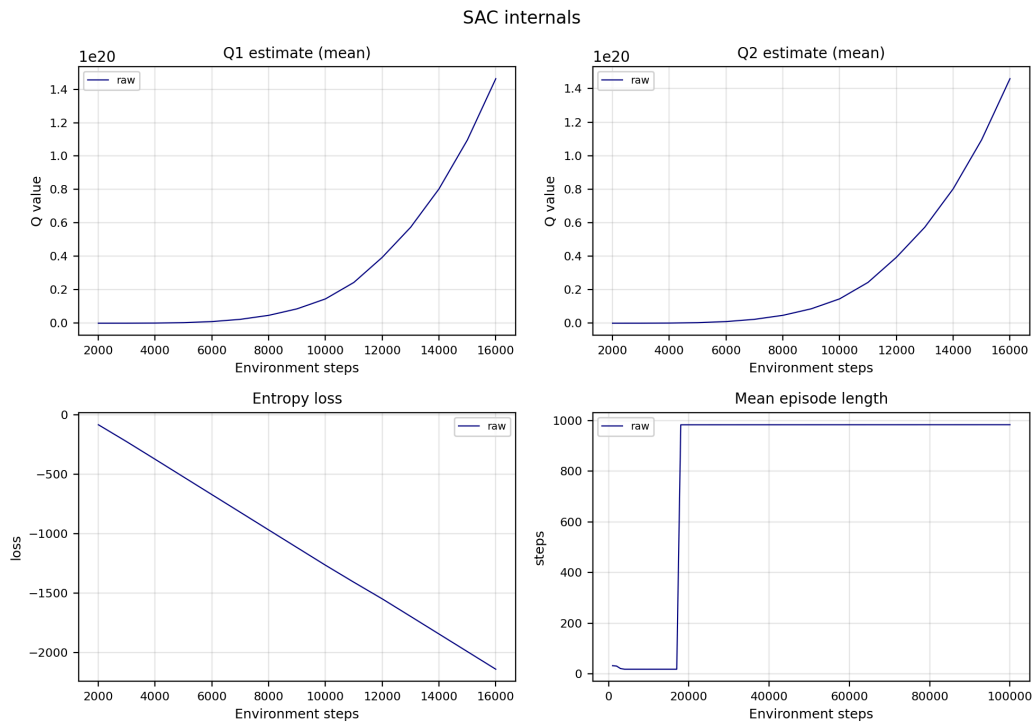 SAC internals
Q1 estimate (mean)
1e20
raw
Q value
1.4
1.2
1.0
0.8
0.6
0.4
0.2
0.0
2000 4000 6000 8000 10000 12000 14000 16000
Environment steps
Q2 estimate (mean)
1e20
raw
Q value
1.4
1.2
1.0
0.8
0.6
0.4
0.2
0.0
2000 4000 6000 8000 10000 12000 14000 16000
Environment steps
Entropy loss
raw
loss
0
−500
−1000
−1500
−2000
2000 4000 6000 8000 10000 12000 14000 16000
Environment steps
Mean episode length
raw
steps
1000
800
600
400
200
0
0 20000 40000 60000 80000 100000
Environment steps